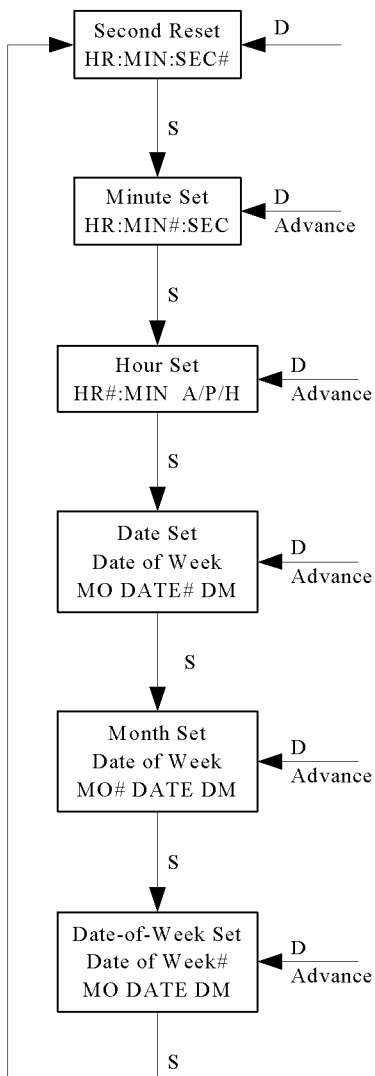 Second Reset
HR:MIN:SEC#
D
S
Minute Set
HR:MIN#:SEC
D
Advance
S
Hour Set
HR#:MIN A/P/H
D
Advance
S
Date Set
Date of Week
MO DATE# DM
D
Advance
S
Month Set
Date of Week
MO# DATE DM
D
Advance
S
Date-of-Week Set
Date of Week#
MO DATE DM
D
Advance
S